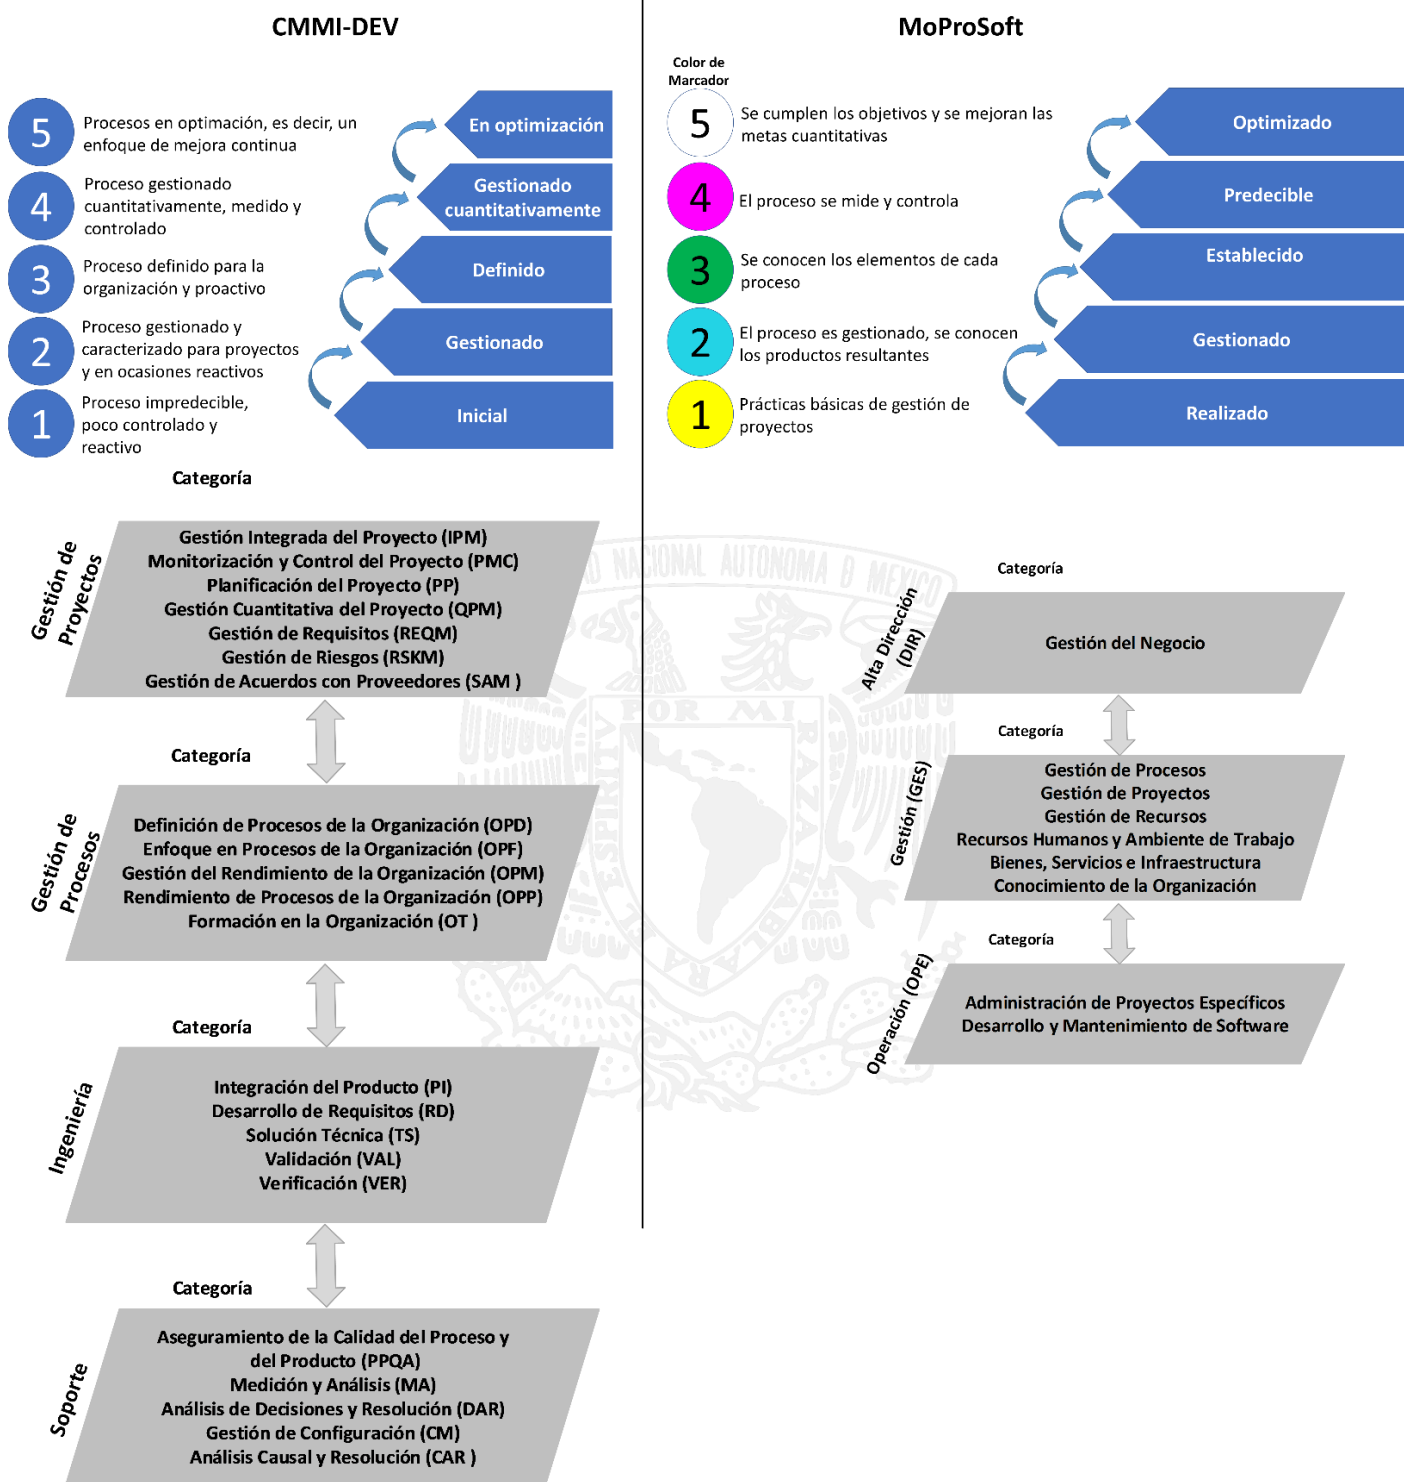 CMMI-DEV
5
Procesos en optimación, es decir, un
enfoque de mejora continua
En optimización
4
Proceso gestionado
cuantitativamente, medido y
controlado
Gestionado
cuantitativamente
3
Proceso definido para la
organización y proactivo
Definido
2
Proceso gestionado y
caracterizado para proyectos
y en ocasiones reactivos
Gestionado
1
Proceso impredecible,
poco controlado y
reactivo
Inicial
Categoría
Gestión de
Proyectos
Gestión Integrada del Proyecto (IPM)
Monitorización y Control del Proyecto (PMC)
Planificación del Proyecto (PP)
Gestión Cuantitativa del Proyecto (QPM)
Gestión de Requisitos (REQM)
Gestión de Riesgos (RSKM)
Gestión de Acuerdos con Proveedores (SAM )
Categoría
Gestión de
Procesos
Definición de Procesos de la Organización (OPD)
Enfoque en Procesos de la Organización (OPF)
Gestión del Rendimiento de la Organización (OPM)
Rendimiento de Procesos de la Organización (OPP)
Formación en la Organización (OT )
Categoría
Ingeniería
Integración del Producto (PI)
Desarrollo de Requisitos (RD)
Solución Técnica (TS)
Validación (VAL)
Verificación (VER)
Categoría
Soporte
Aseguramiento de la Calidad del Proceso y
del Producto (PPQA)
Medición y Análisis (MA)
Análisis de Decisiones y Resolución (DAR)
Gestión de Configuración (CM)
Análisis Causal y Resolución (CAR )
MoProSoft
Color de
Marcador
5
Se cumplen los objetivos y se mejoran las
metas cuantitativas
Optimizado
4
El proceso se mide y controla
Predecible
3
Se conocen los elementos de cada
proceso
Establecido
2
El proceso es gestionado, se conocen
los productos resultantes
Gestionado
1
Prácticas básicas de gestión de
proyectos
Realizado
Categoría
Alta Dirección
(DIR)
Gestión del Negocio
Categoría
Gestión (GES)
Gestión de Procesos
Gestión de Proyectos
Gestión de Recursos
Recursos Humanos y Ambiente de Trabajo
Bienes, Servicios e Infraestructura
Conocimiento de la Organización
Categoría
Operación (OPE)
Administración de Proyectos Específicos
Desarrollo y Mantenimiento de Software
NACIONAL AUTONOMA D MEXICO
POR MI RAZA HABLARA EL ESPIRITV